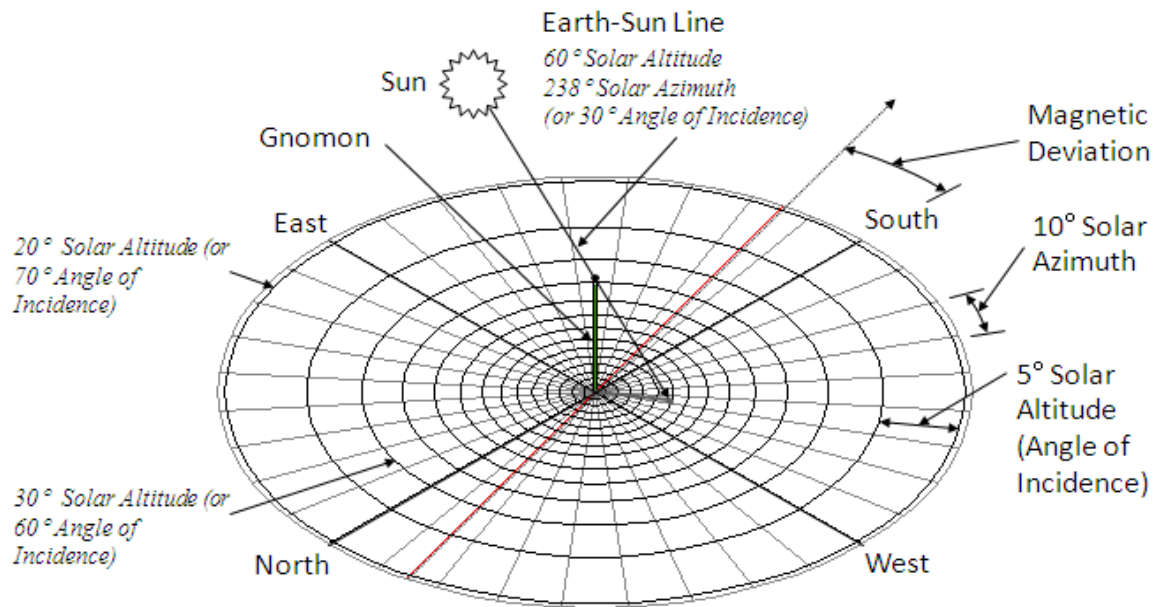 Earth-Sun Line
60° Solar Altitude
238° Solar Azimuth
(or 30° Angle of Incidence)
Sun
Gnomon
Magnetic
Deviation
East
South
20° Solar Altitude (or
70° Angle of
Incidence)
10° Solar
Azimuth
5° Solar
Altitude
(Angle of
Incidence)
30° Solar Altitude (or
60° Angle of
Incidence)
North
West